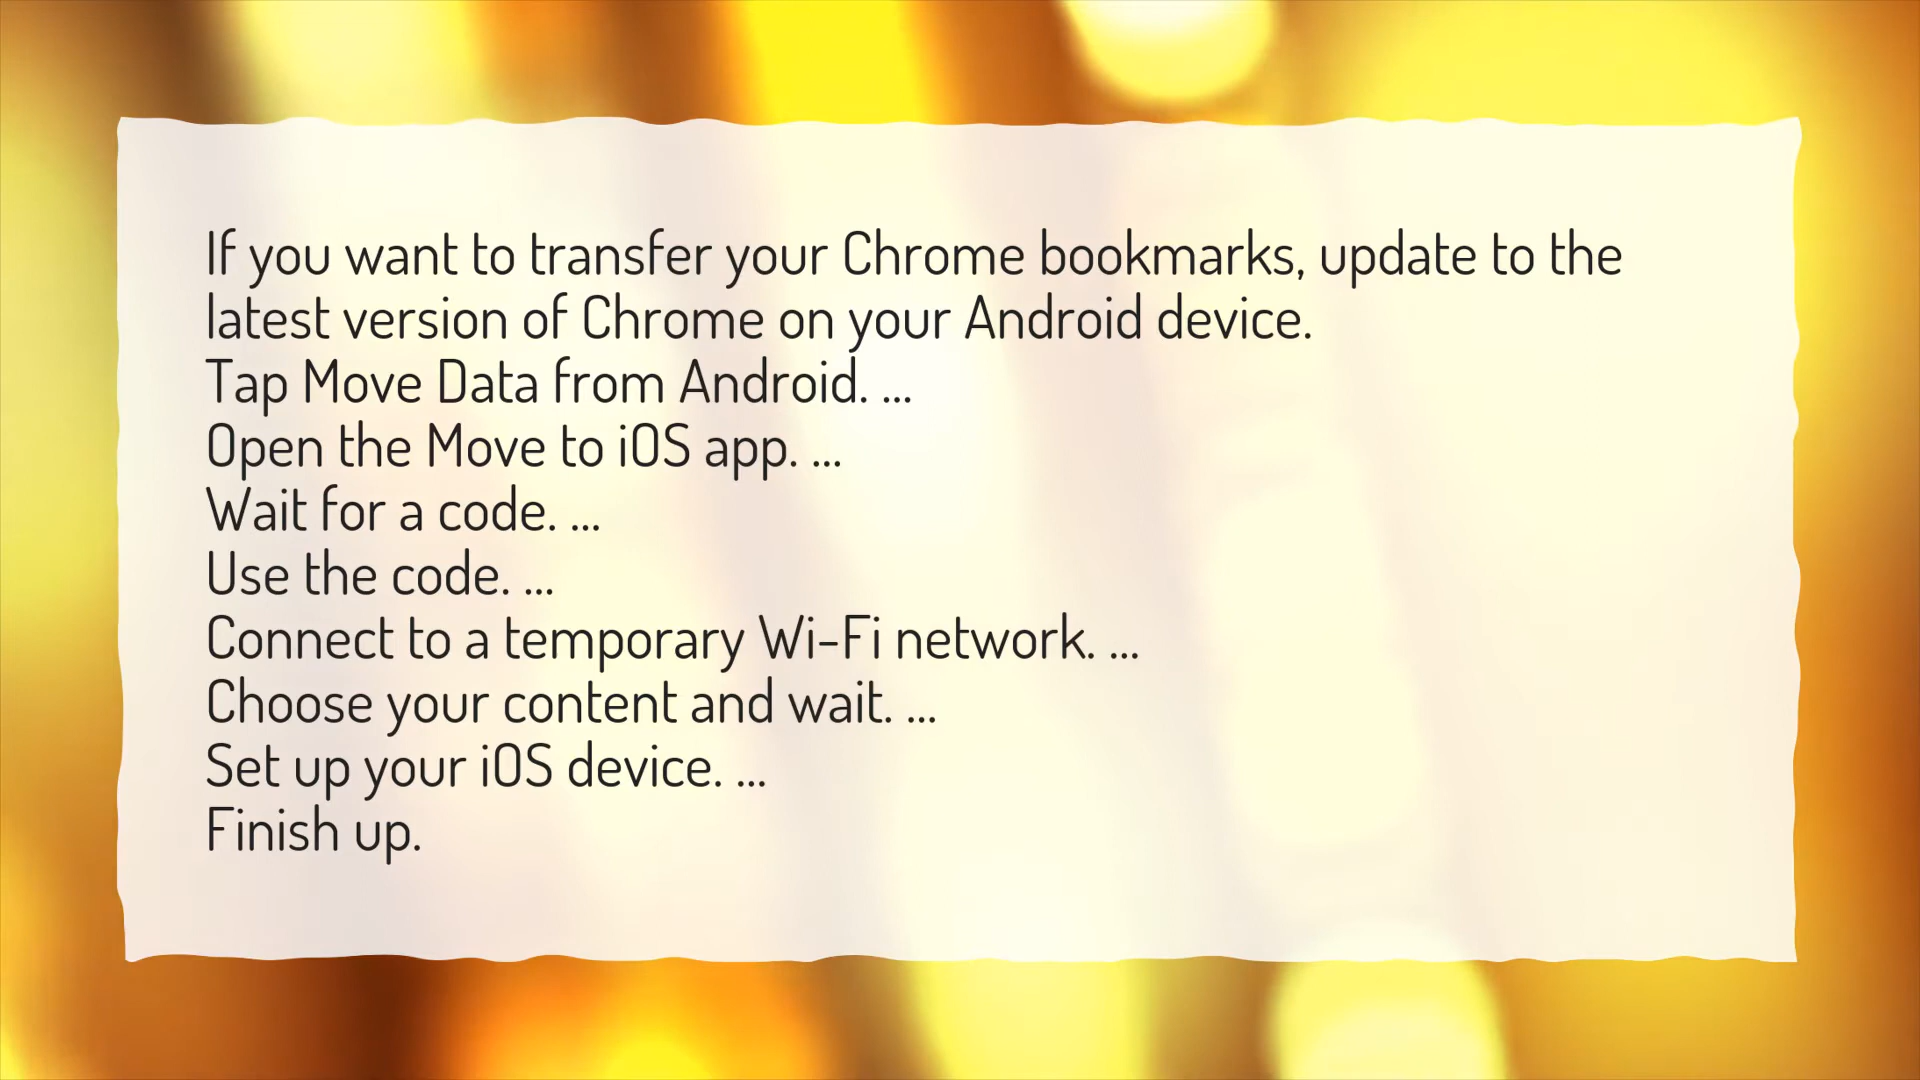 If you want to transfer your Chrome bookmarks, update to the
latest version of Chrome on your Android device.
Tap Move Data from Android. ...
Open the Move to iOS app. ...
Wait for a code. ...
Use the code. ...
Connect to a temporary Wi-Fi network. ...
Choose your content and wait. ...
Set up your iOS device. ...
Finish up.